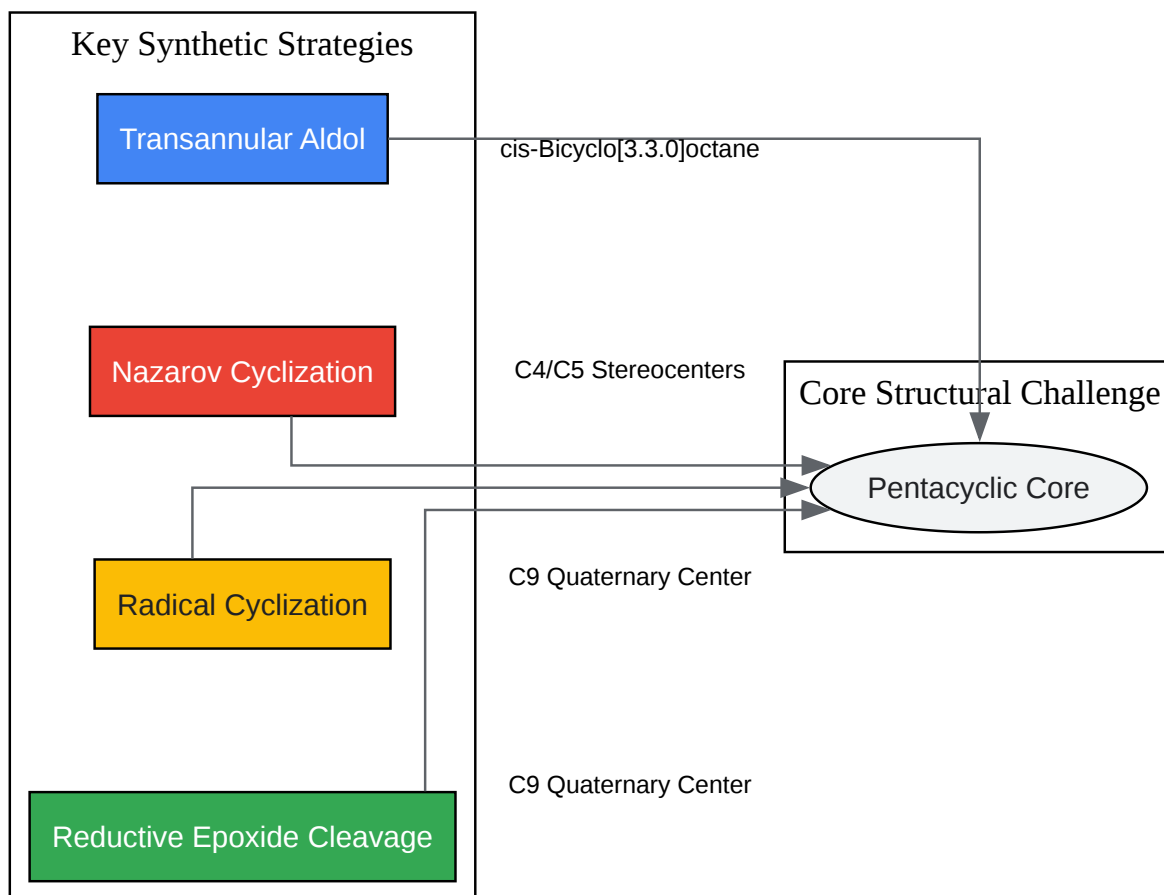 Key Synthetic Strategies
Transannular Aldol
cis-Bicyclo[3.3.0]octane
Nazarov Cyclization
C4/C5 Stereocenters
Core Structural Challenge
Pentacyclic Core
Radical Cyclization
C9 Quaternary Center
Reductive Epoxide Cleavage
C9 Quaternary Center